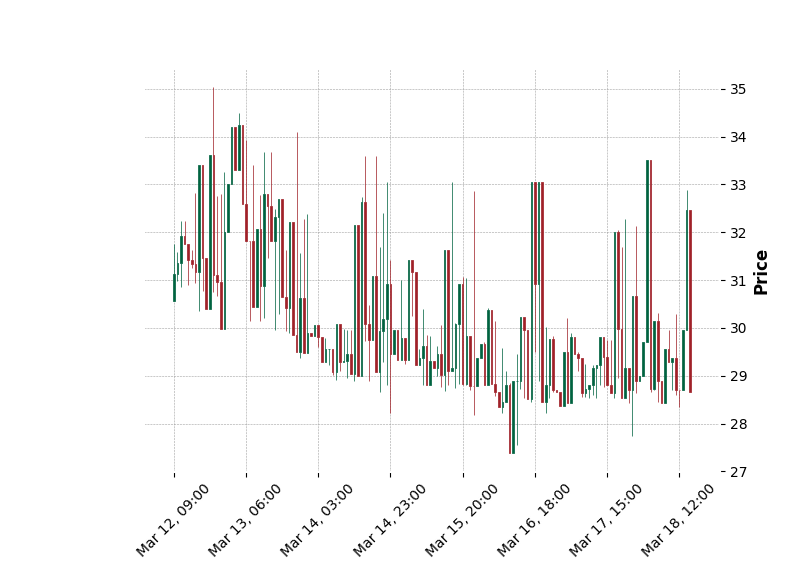 35
34
33
32
31
30
29
28
27
Price
Mar 12, 09:00
Mar 13, 06:00
Mar 14, 03:00
Mar 14, 23:00
Mar 15, 20:00
Mar 16, 18:00
Mar 17, 15:00
Mar 18, 12:00